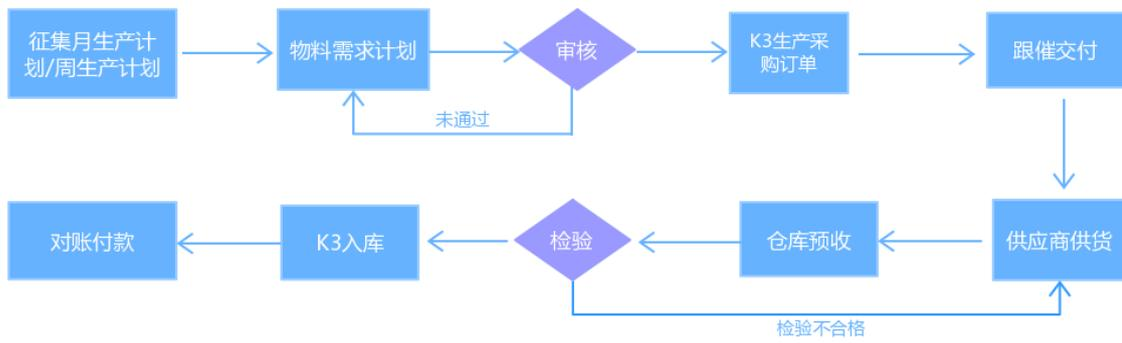 征集月生产计
划/周生产计划
物料需求计划
审核
K3生产采
购订单
跟催交付
未通过
对账付款
K3入库
检验
仓库预收
供应商供货
检验不合格